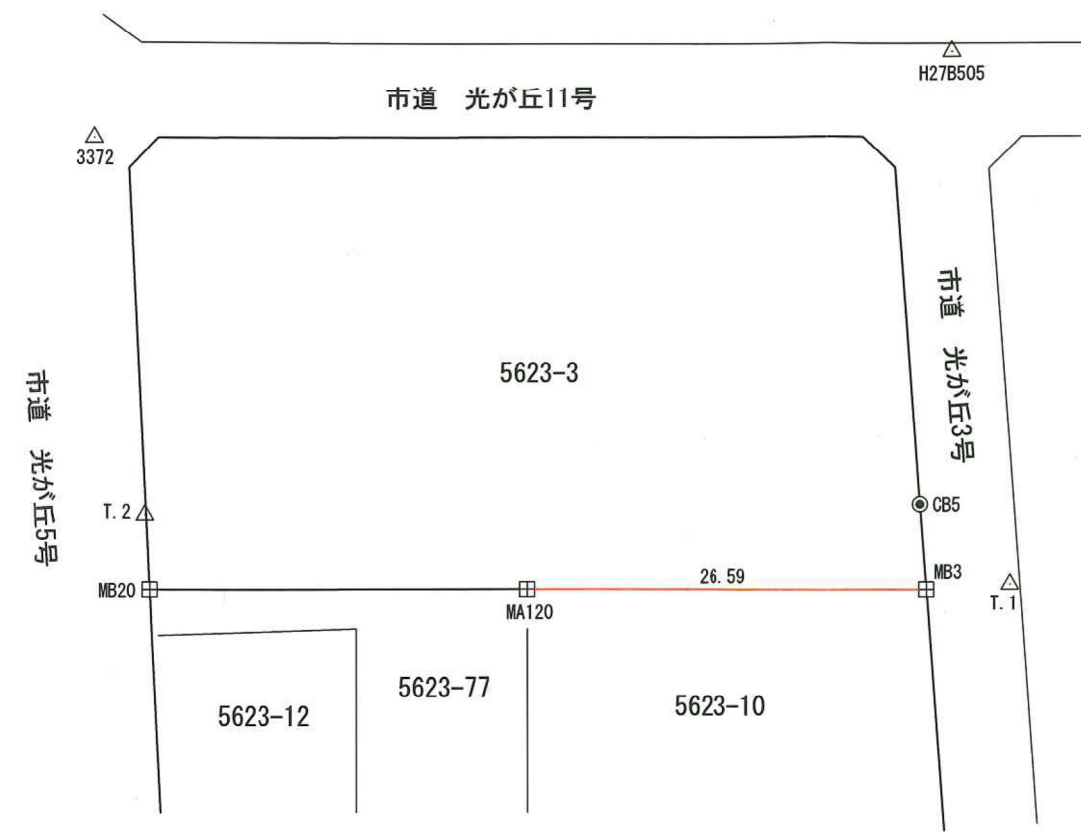 H27B505
市道　光が丘11号
3372
市道　光が丘3号
5623-3
市道　光が丘5号
T.2
CB5
MB20
MA120
26.59
MB3
T.1
5623-12
5623-77
5623-10